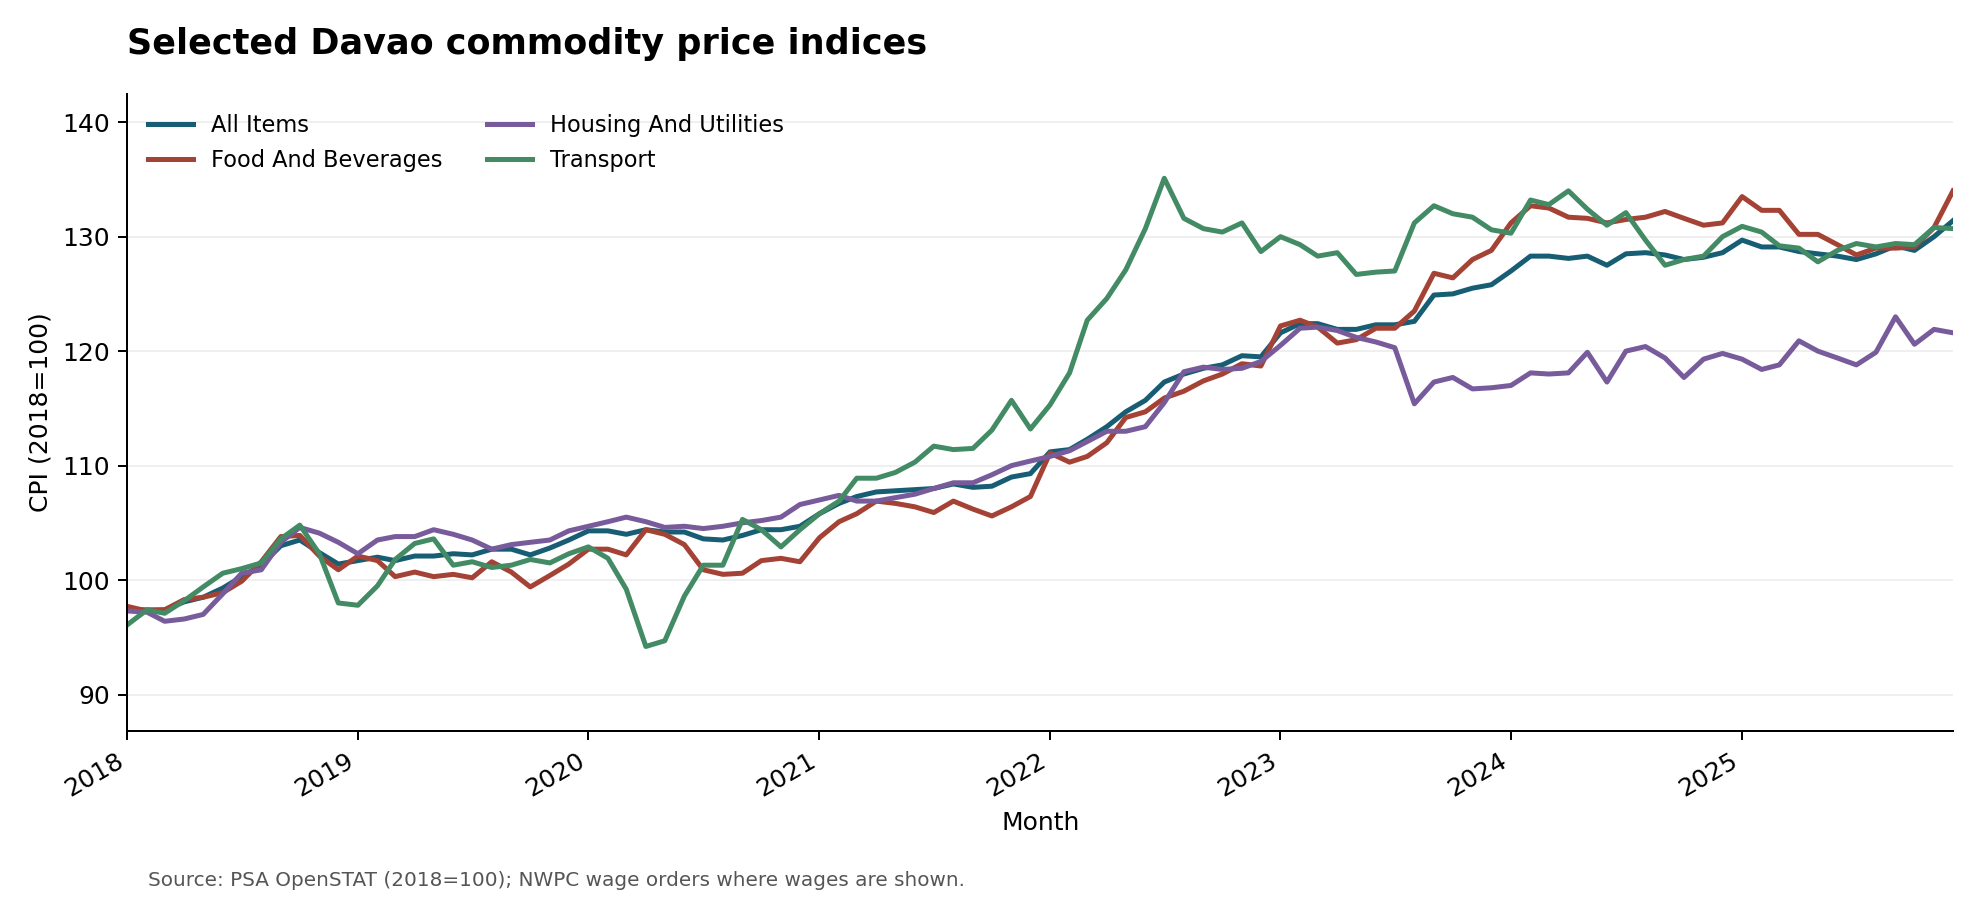 Selected Davao commodity price indices
All Items
Food And Beverages
Housing And Utilities
Transport
CPI (2018=100)
140
130
120
110
100
90
2018
2019
2020
2021
2022
2023
2024
2025
Month
Source: PSA OpenSTAT (2018=100); NWPC wage orders where wages are shown.